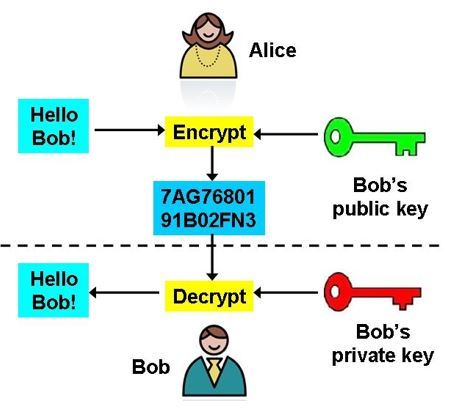 Alice
Hello
Bob!
Encrypt
Bob's
public key
7AG76801
91B02FN3
Hello
Bob!
Decrypt
Bob's
private key
Bob